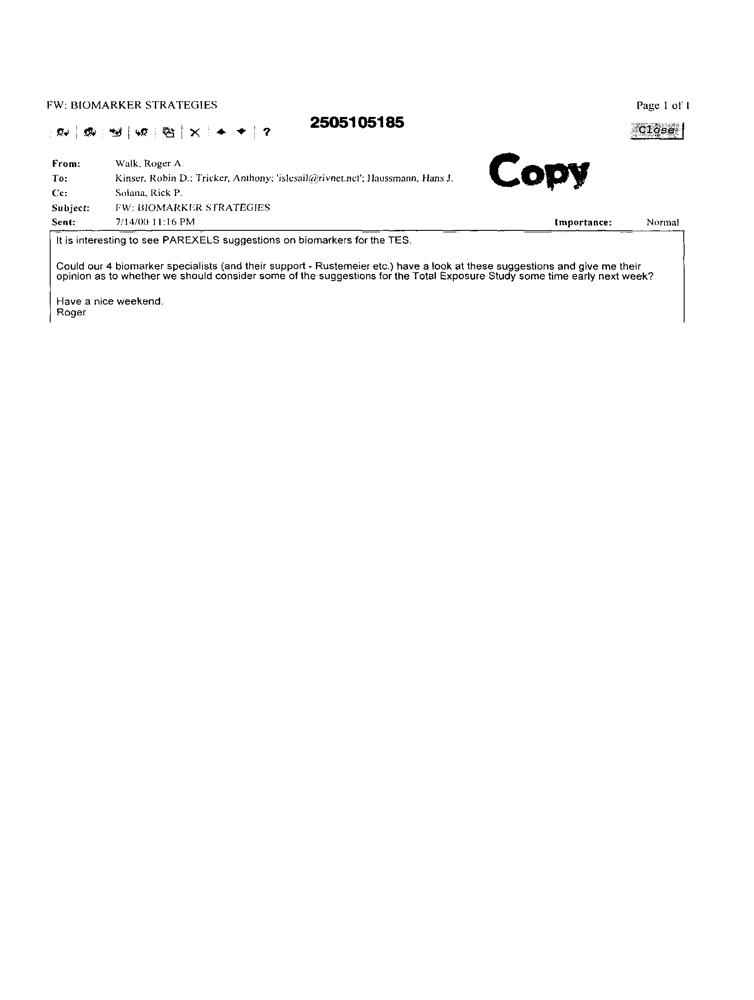 FW: BIOMARKER STRATEGIES Page 1 of 1
2505105185
Close
Copy
From: Walk, Roger A.
To: Kinser, Robin D.; Tricker, Anthony; 'islesail@rivnet.net'; Haussmann, Hans J.
Cc: Solana, Rick P.
Subject: FW: BIOMARKER STRATEGIES
Sent: 7/14/00 11:16 PM Importance: Normal
It is interesting to see PAREXELS suggestions on biomarkers for the TES.
Could our 4 biomarker specialists (and their support - Rustemeier etc.) have a look at these suggestions and give me their
opinion as to whether we should consider some of the suggestions for the Total Exposure Study some time early next week?
Have a nice weekend.
Roger